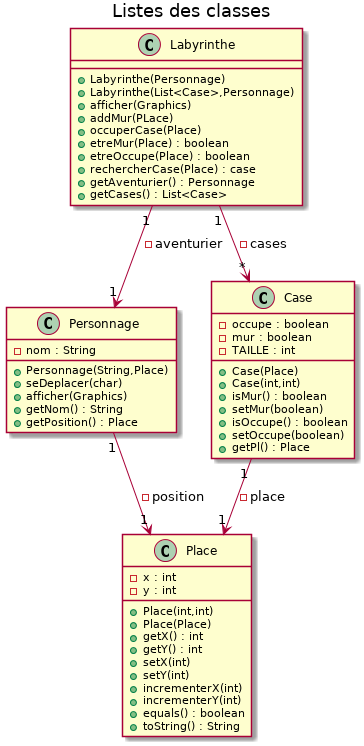 Listes des classes
C Labyrinthe
Labyrinthe(Personnage)
Labyrinthe(List<Case>,Personnage)
afficher(Graphics)
addMur(PLace)
occuperCase(Place)
etreMur(Place) : boolean
etreOccupe(Place) : boolean
rechercherCase(Place) : case
getAventurier() : Personnage
getCases() : List<Case>
1 1
aventurier cases
1 *
C Personnage
nom : String
Personnage(String,Place)
seDeplacer(char)
afficher(Graphics)
getNom() : String
getPosition() : Place
C Case
occupe : boolean
mur : boolean
TAILLE : int
Case(Place)
Case(int,int)
isMur() : boolean
setMur(boolean)
isOccupe() : boolean
setOccupe(boolean)
getPl() : Place
1 1
position place
1 1
C Place
x : int
y : int
Place(int,int)
Place(Place)
getX() : int
getY() : int
setX(int)
setY(int)
incrementerX(int)
incrementerY(int)
equals() : boolean
toString() : String